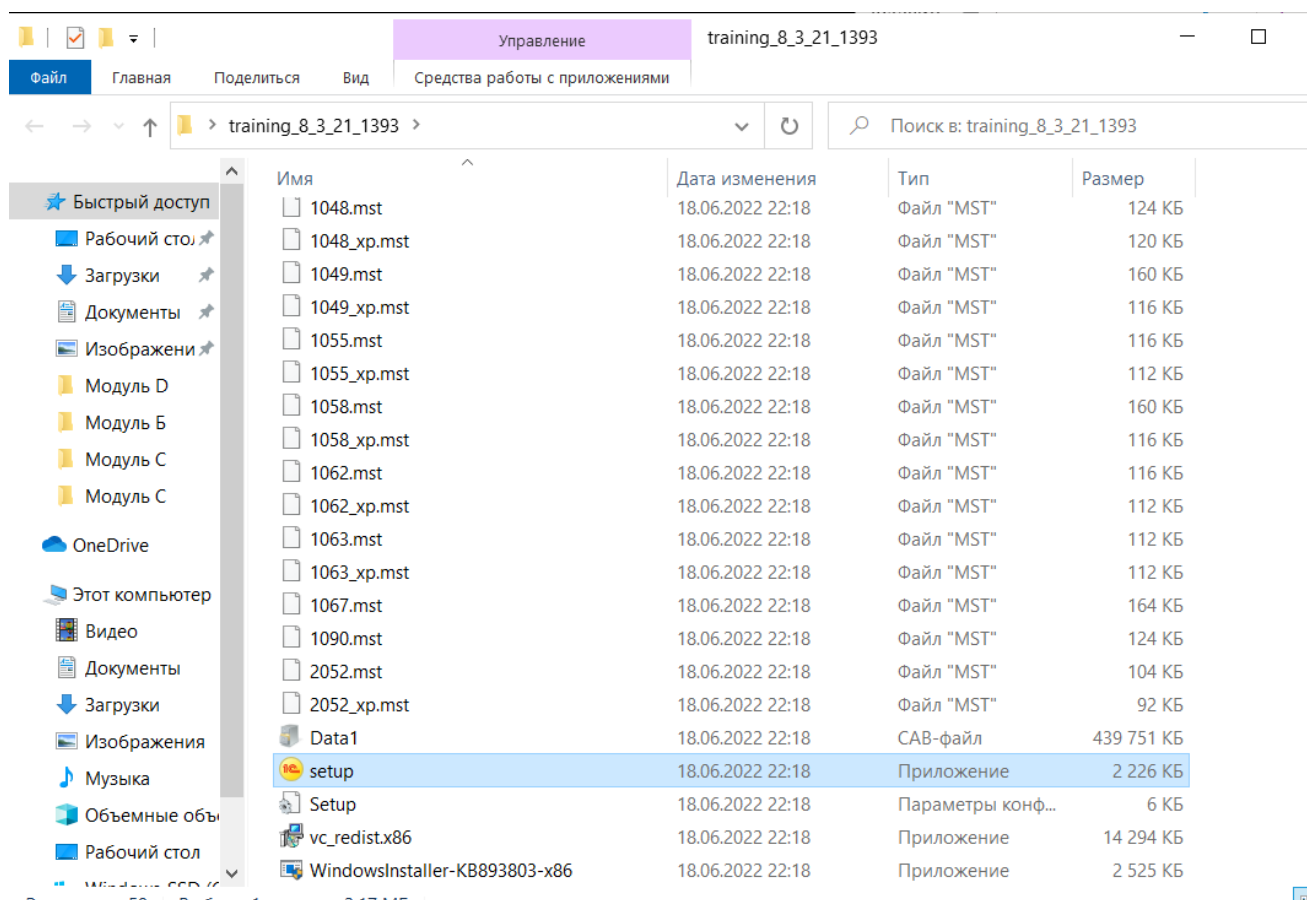 Управление
training_8_3_21_1393
Файл Главная Поделиться Вид Средства работы с приложениями
training_8_3_21_1393
Поиск в: training_8_3_21_1393
Имя Дата изменения Тип Размер
1048.mst 18.06.2022 22:18 Файл "MST" 124 КБ
1048_xp.mst 18.06.2022 22:18 Файл "MST" 120 КБ
1049.mst 18.06.2022 22:18 Файл "MST" 160 КБ
1049_xp.mst 18.06.2022 22:18 Файл "MST" 116 КБ
1055.mst 18.06.2022 22:18 Файл "MST" 116 КБ
1055_xp.mst 18.06.2022 22:18 Файл "MST" 112 КБ
1058.mst 18.06.2022 22:18 Файл "MST" 160 КБ
1058_xp.mst 18.06.2022 22:18 Файл "MST" 116 КБ
1062.mst 18.06.2022 22:18 Файл "MST" 116 КБ
1062_xp.mst 18.06.2022 22:18 Файл "MST" 112 КБ
1063.mst 18.06.2022 22:18 Файл "MST" 112 КБ
1063_xp.mst 18.06.2022 22:18 Файл "MST" 112 КБ
1067.mst 18.06.2022 22:18 Файл "MST" 164 КБ
1090.mst 18.06.2022 22:18 Файл "MST" 124 КБ
2052.mst 18.06.2022 22:18 Файл "MST" 104 КБ
2052_xp.mst 18.06.2022 22:18 Файл "MST" 92 КБ
Data1 18.06.2022 22:18 CAB-файл 439 751 КБ
1С setup 18.06.2022 22:18 Приложение 2 226 КБ
Setup 18.06.2022 22:18 Параметры конф... 6 КБ
vc_redist.x86 18.06.2022 22:18 Приложение 14 294 КБ
WindowsInstaller-KB893803-x86 18.06.2022 22:18 Приложение 2 525 КБ
Быстрый доступ
Рабочий сто
Загрузки
Документы
Изображени
Модуль D
Модуль Б
Модуль С
Модуль С
OneDrive
Этот компьютер
Видео
Документы
Загрузки
Изображения
Музыка
Объемные объ
Рабочий стол